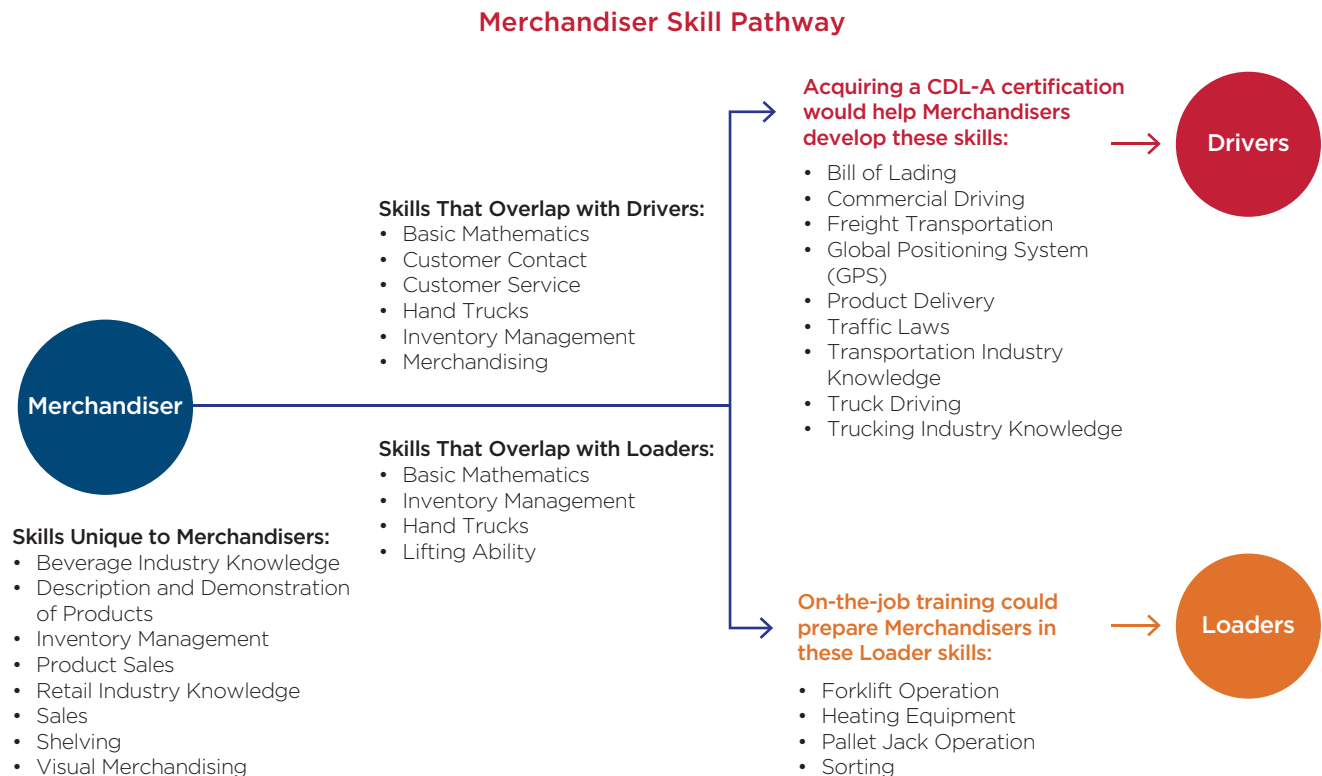 Merchandiser Skill Pathway
Merchandiser
Skills Unique to Merchandisers:
• Beverage Industry Knowledge
• Description and Demonstration
of Products
• Inventory Management
• Product Sales
• Retail Industry Knowledge
• Sales
• Shelving
• Visual Merchandising
Skills That Overlap with Drivers:
• Basic Mathematics
• Customer Contact
• Customer Service
• Hand Trucks
• Inventory Management
• Merchandising
Skills That Overlap with Loaders:
• Basic Mathematics
• Inventory Management
• Hand Trucks
• Lifting Ability
Acquiring a CDL-A certification
would help Merchandisers
develop these skills:
• Bill of Lading
• Commercial Driving
• Freight Transportation
• Global Positioning System
(GPS)
• Product Delivery
• Traffic Laws
• Transportation Industry
Knowledge
• Truck Driving
• Trucking Industry Knowledge
Drivers
On-the-job training could
prepare Merchandisers in
these Loader skills:
• Forklift Operation
• Heating Equipment
• Pallet Jack Operation
• Sorting
Loaders